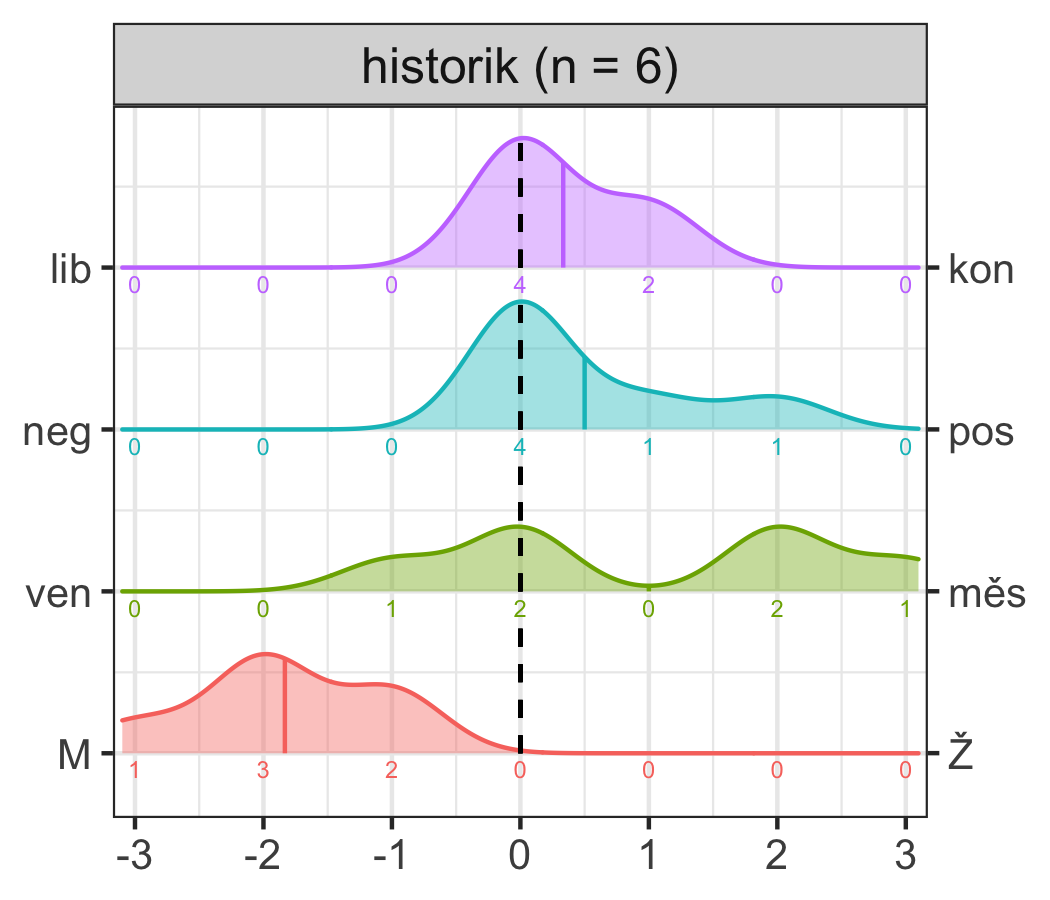 historik (n = 6)
lib kon
0 0 0 4 2 0 0
neg pos
0 0 0 4 1 1 0
ven měs
0 0 1 2 0 2 1
M Ž
1 3 2 0 0 0 0
-3 -2 -1 0 1 2 3